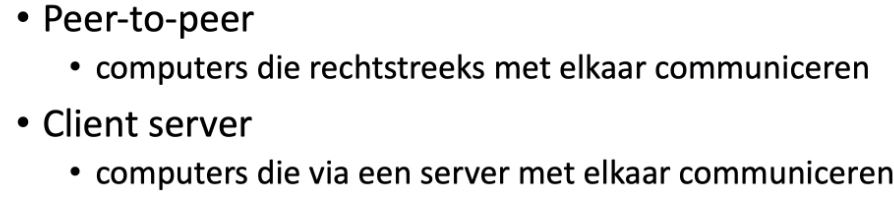 • Peer-to-peer
• computers die rechtstreeks met elkaar communiceren
• Client server
• computers die via een server met elkaar communiceren